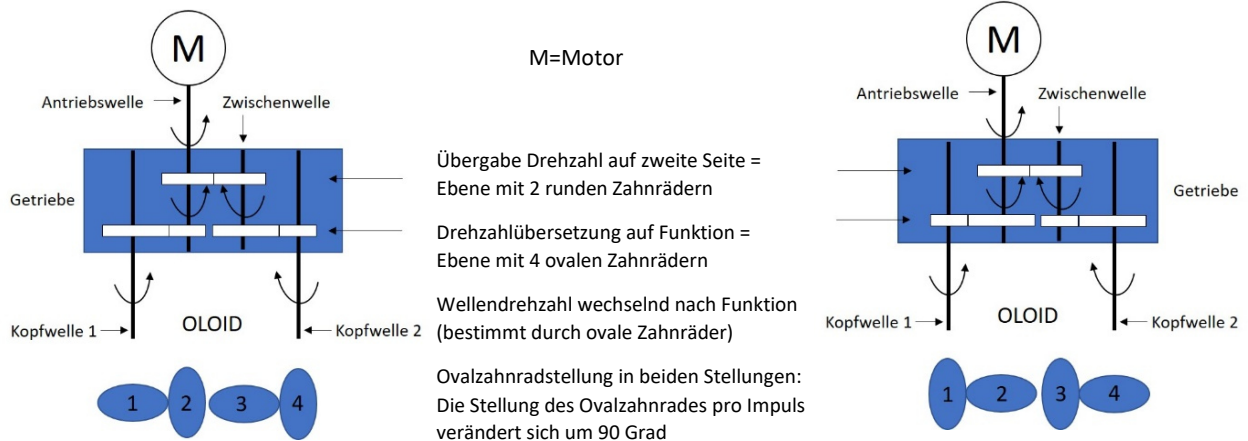 M
Antriebswelle
Zwischenwelle
Getriebe
Kopfwelle 1
OLOID
Kopfwelle 2
1
2
3
4
M=Motor
Übergabe Drehzahl auf zweite Seite =
Ebene mit 2 runden Zahnrädern
Drehzahlübersetzung auf Funktion =
Ebene mit 4 ovalen Zahnrädern
Wellendrehzahl wechselnd nach Funktion
(bestimmt durch ovale Zahnräder)
Ovalzahnradstellung in beiden Stellungen:
Die Stellung des Ovalzahnrades pro Impuls
verändert sich um 90 Grad
M
Antriebswelle
Zwischenwelle
Getriebe
Kopfwelle 1
OLOID
Kopfwelle 2
1
2
3
4